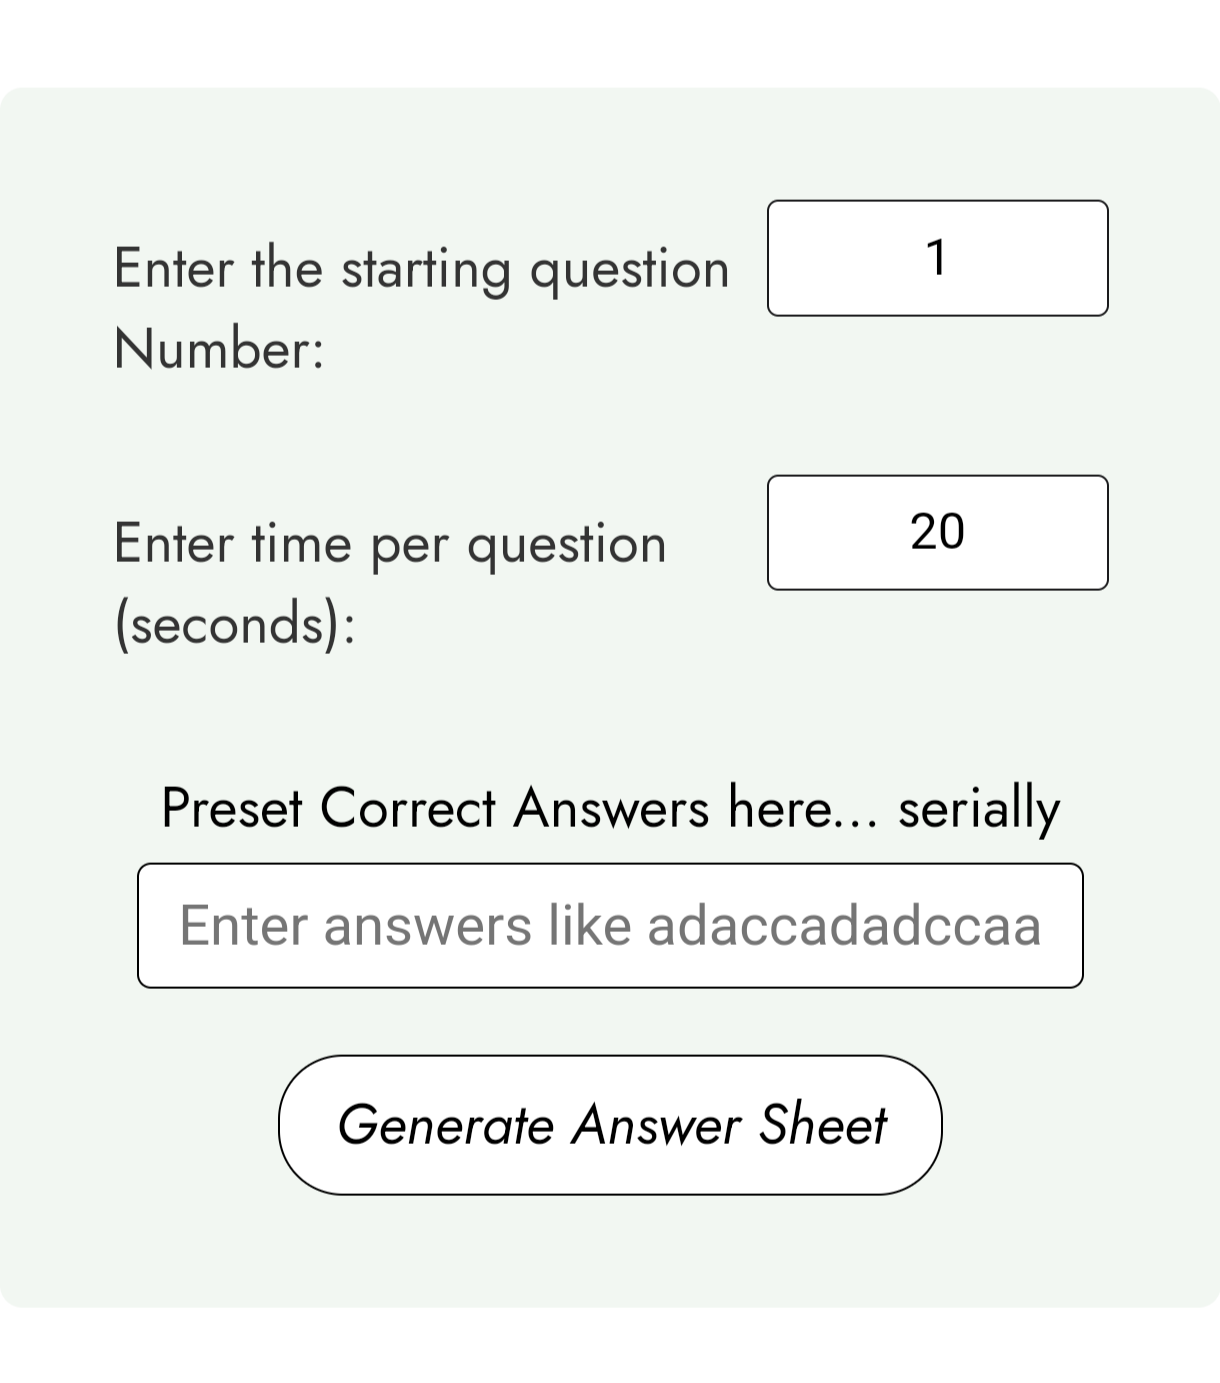 Enter the starting question
Number:
1
Enter time per question
(seconds):
20
Preset Correct Answers here... serially
Enter answers like adaccadadccaa
Generate Answer Sheet